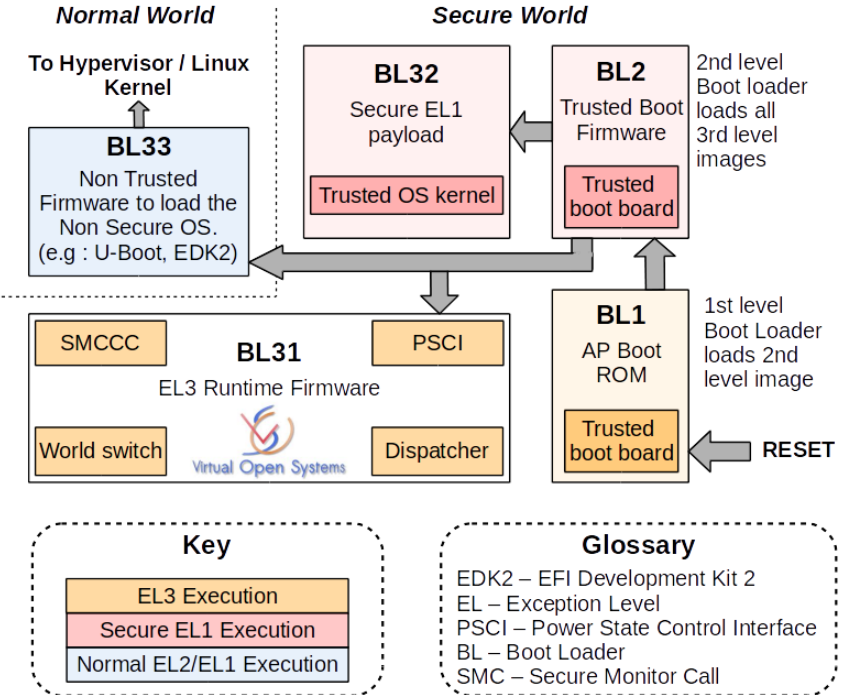 Normal World
Secure World
To Hypervisor / Linux
Kernel
BL33
Non Trusted
Firmware to load the
Non Secure OS.
(e.g : U-Boot, EDK2)
BL32
Secure EL1
payload
Trusted OS kernel
BL2
Trusted Boot
Firmware
Trusted
boot board
2nd level
Boot loader
loads all
3rd level
images
SMCCC
PSCI
BL31
EL3 Runtime Firmware
World switch
Virtual Open Systems
Dispatcher
BL1
AP Boot
ROM
Trusted
boot board
1st level
Boot Loader
loads 2nd
level image
RESET
Key
EL3 Execution
Secure EL1 Execution
Normal EL2/EL1 Execution
Glossary
EDK2 – EFI Development Kit 2
EL – Exception Level
PSCI – Power State Control Interface
BL – Boot Loader
SMC – Secure Monitor Call